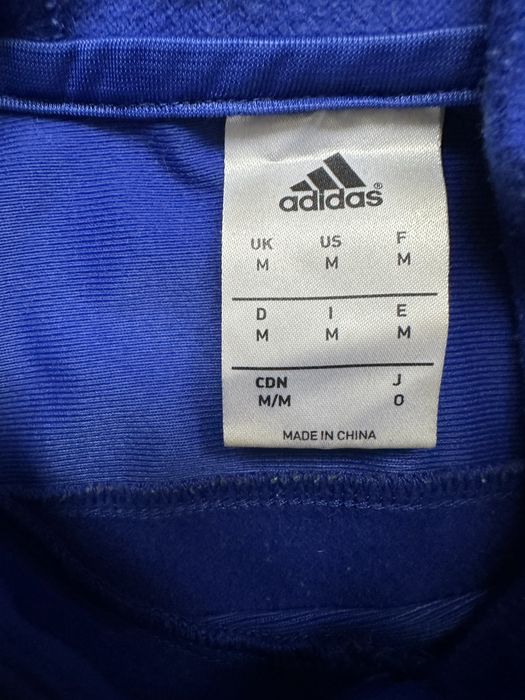 adidas®
UK US F
M M M
D I E
M M M
CDN J
M/M O
MADE IN CHINA